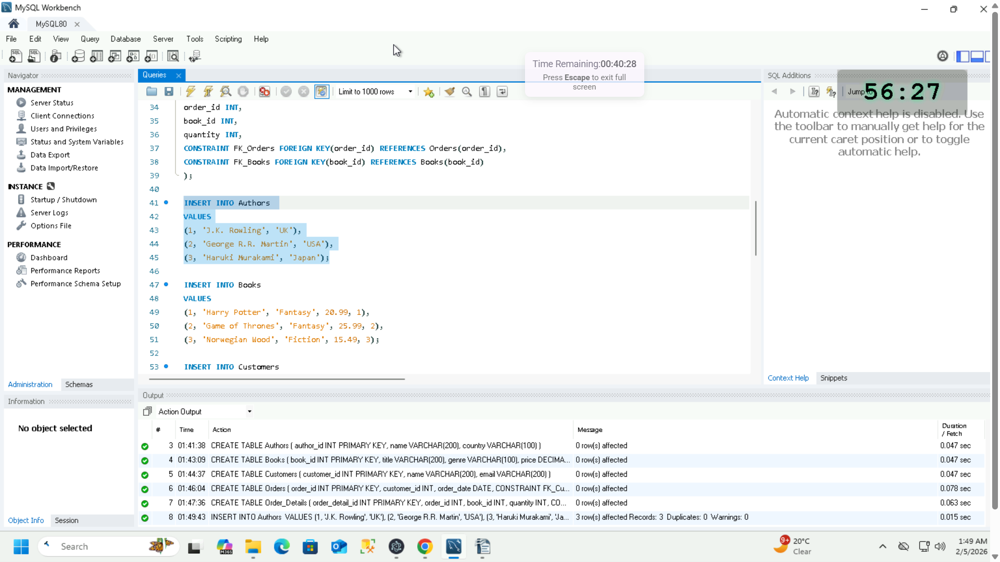 MySQL Workbench
MySQL80
File Edit View Query Database Server Tools Scripting Help
Time Remaining:00:40:28
Press Escape to exit full
screen
Navigator
MANAGEMENT
Server Status
Client Connections
Users and Privileges
Status and System Variables
Data Export
Data Import/Restore
INSTANCE
Startup / Shutdown
Server Logs
Options File
PERFORMANCE
Dashboard
Performance Reports
Performance Schema Setup
Administration Schemas
Information
No object selected
Object Info Session
Queries
Limit to 1000 rows
34 order_id INT,
35 book_id INT,
36 quantity INT,
37 CONSTRAINT FK_Orders FOREIGN KEY(order_id) REFERENCES Orders(order_id),
38 CONSTRAINT FK_Books FOREIGN KEY(book_id) REFERENCES Books(book_id)
39 );
40
41 INSERT INTO Authors
42 VALUES
43 (1, 'J.K. Rowling', 'UK'),
44 (2, 'George R.R. Martin', 'USA'),
45 (3, 'Haruki Murakami', 'Japan');
46
47 INSERT INTO Books
48 VALUES
49 (1, 'Harry Potter', 'Fantasy', 20.99, 1),
50 (2, 'Game of Thrones', 'Fantasy', 25.99, 2),
51 (3, 'Norwegian Wood', 'Fiction', 15.49, 3);
52
53 INSERT INTO Customers
SQL Additions
56:27
Automatic context help is disabled. Use
the toolbar to manually get help for the
current caret position or to toggle
automatic help.
Context Help Snippets
Output
Action Output
# Time Action Message Duration / Fetch
3 01:41:38 CREATE TABLE Authors ( author_id INT PRIMARY KEY, name VARCHAR(200), country VARCHAR(100) ) 0 row(s) affected 0.047 sec
4 01:43:09 CREATE TABLE Books ( book_id INT PRIMARY KEY, title VARCHAR(200), genre VARCHAR(100), price DECIMA... 0 row(s) affected 0.047 sec
5 01:44:37 CREATE TABLE Customers ( customer_id INT PRIMARY KEY, name VARCHAR(200), email VARCHAR(200) ) 0 row(s) affected 0.047 sec
6 01:46:04 CREATE TABLE Orders ( order_id INT PRIMARY KEY, customer_id INT, order_date DATE, CONSTRAINT FK_Cu... 0 row(s) affected 0.078 sec
7 01:47:36 CREATE TABLE Order_Details ( order_detail_id INT PRIMARY KEY, order_id INT, book_id INT, quantity INT, CO... 0 row(s) affected 0.063 sec
8 01:49:43 INSERT INTO Authors VALUES (1, 'J.K. Rowling', 'UK'), (2, 'George R.R. Martin', 'USA'), (3, 'Haruki Murakami', 'Ja... 3 row(s) affected Records: 3 Duplicates: 0 Warnings: 0 0.015 sec
Search
M365
9+
20°C
Clear
1:49 AM
2/5/2026